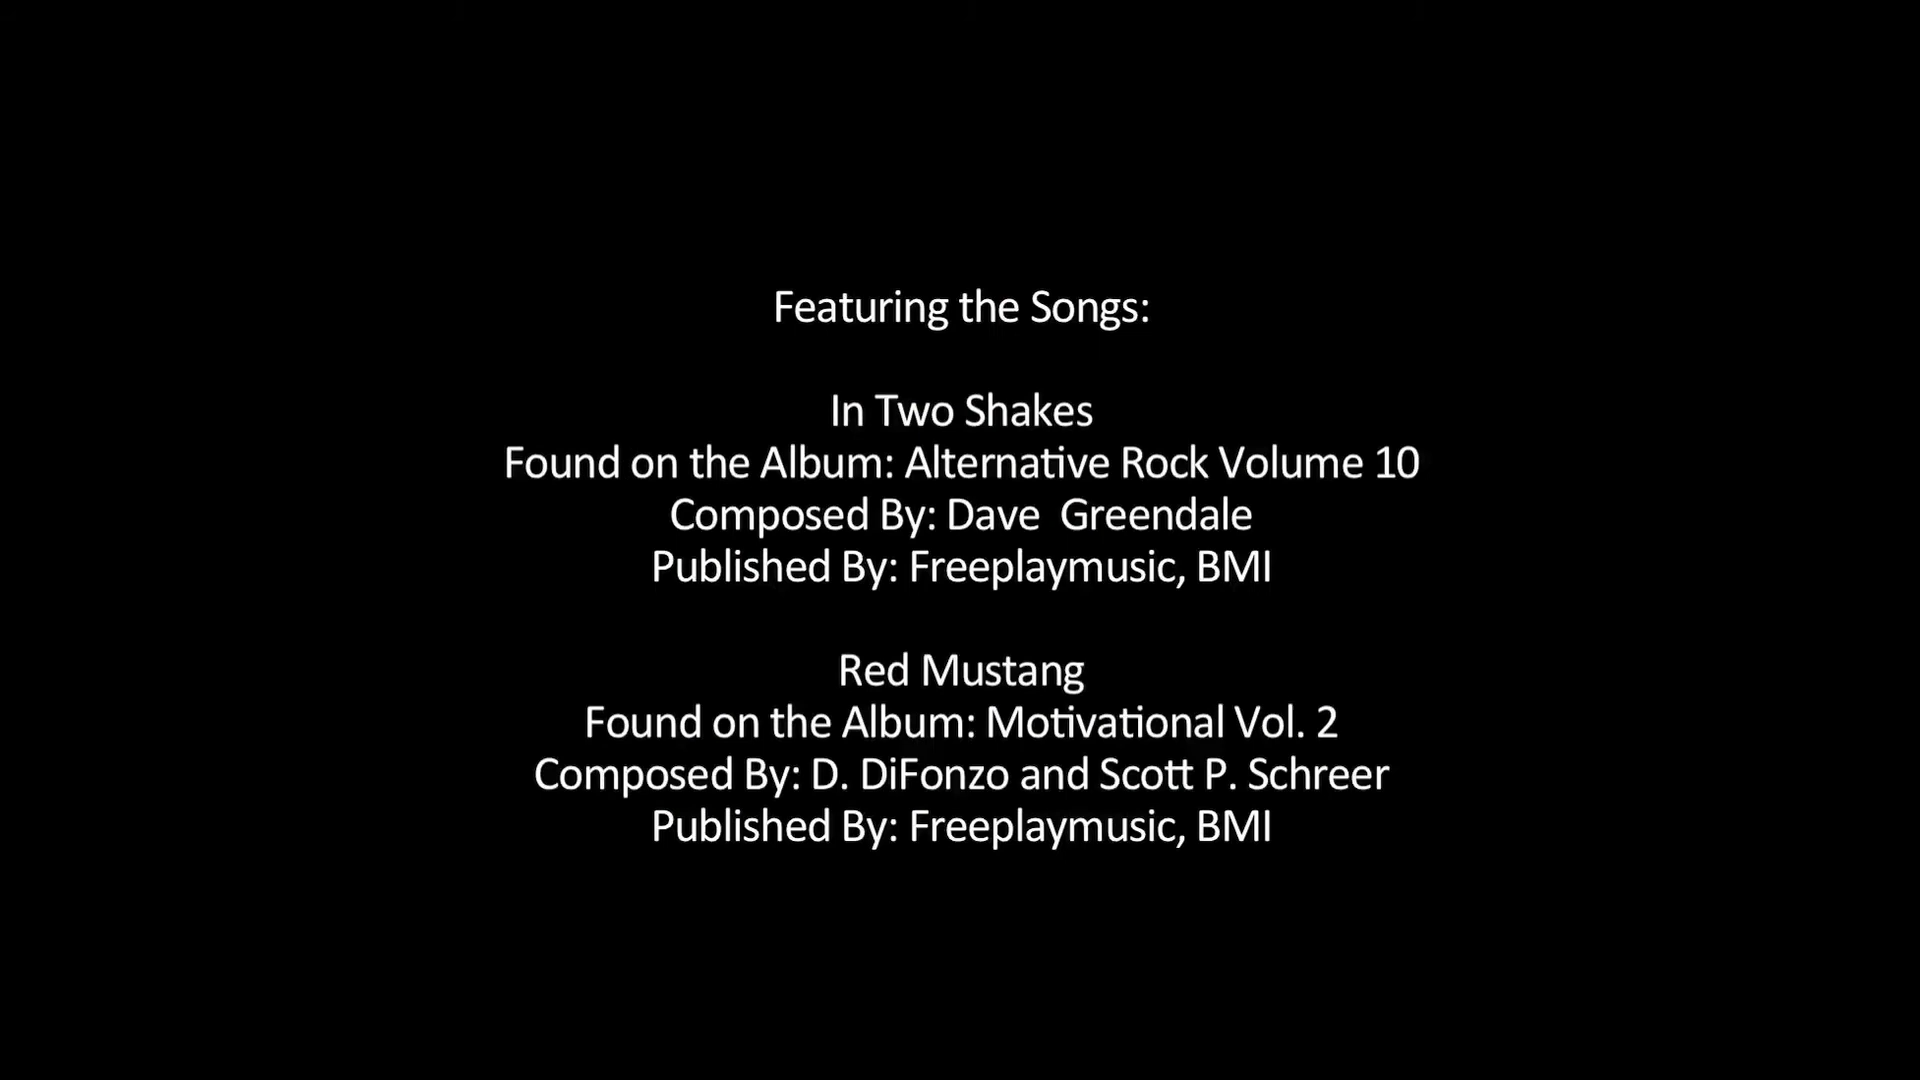 Featuring the Songs:
In Two Shakes
Found on the Album: Alternative Rock Volume 10
Composed By: Dave  Greendale
Published By: Freeplaymusic, BMI
Red Mustang
Found on the Album: Motivational Vol. 2
Composed By: D. DiFonzo and Scott P. Schreer
Published By: Freeplaymusic, BMI